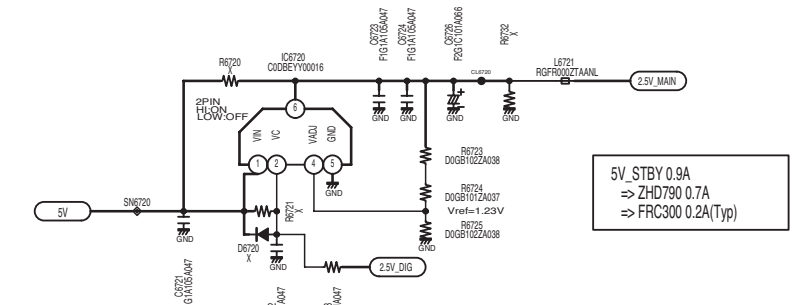 C6723
F1G1A105A047
C6724
F1G1A105A047
C6726
F2G1C101A066
R6732
X
R6720
X
IC6720
C0DBEYY00016
CL6720
L6721
RGFR000ZTAANL
2.5V_MAIN
2PIN
HI:ON
LOW:OFF
6
GND
GND
GND
GND
VIN
VC
VADJ
GND
1
2
4
5
GND
R6723
D0GB102ZA038
R6724
D0GB101ZA037
Vref=1.23V
R6725
D0GB102ZA038
GND
5V_STBY 0.9A
=> ZHD790 0.7A
=> FRC300 0.2A(Typ)
5V
SN6720
R6721
X
GND
D6720
X
GND
2.5V_DIG
C6721
G1A105A047
A047
A047